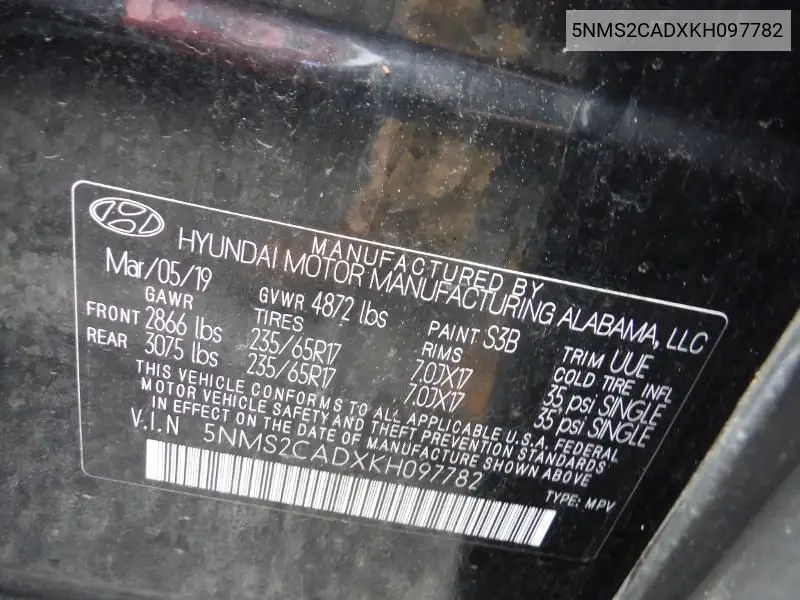 5NMS2CADXKH097782
MANUFACTURED BY
HYUNDAI MOTOR MANUFACTURING ALABAMA, LLC
Mar/05/19 GVWR 4872 lbs PAINT S3B TRIM UUE
GAWR TIRES RIMS COLD TIRE INFL
FRONT 2866 lbs 235/65R17 7.0JX17 35 psi SINGLE
REAR 3075 lbs 235/65R17 7.0JX17 35 psi SINGLE
THIS VEHICLE CONFORMS TO ALL APPLICABLE U.S.A. FEDERAL
MOTOR VEHICLE SAFETY AND THEFT PREVENTION STANDARDS
IN EFFECT ON THE DATE OF MANUFACTURE SHOWN ABOVE
V.I.N 5NMS2CADXKH097782
TYPE: MPV